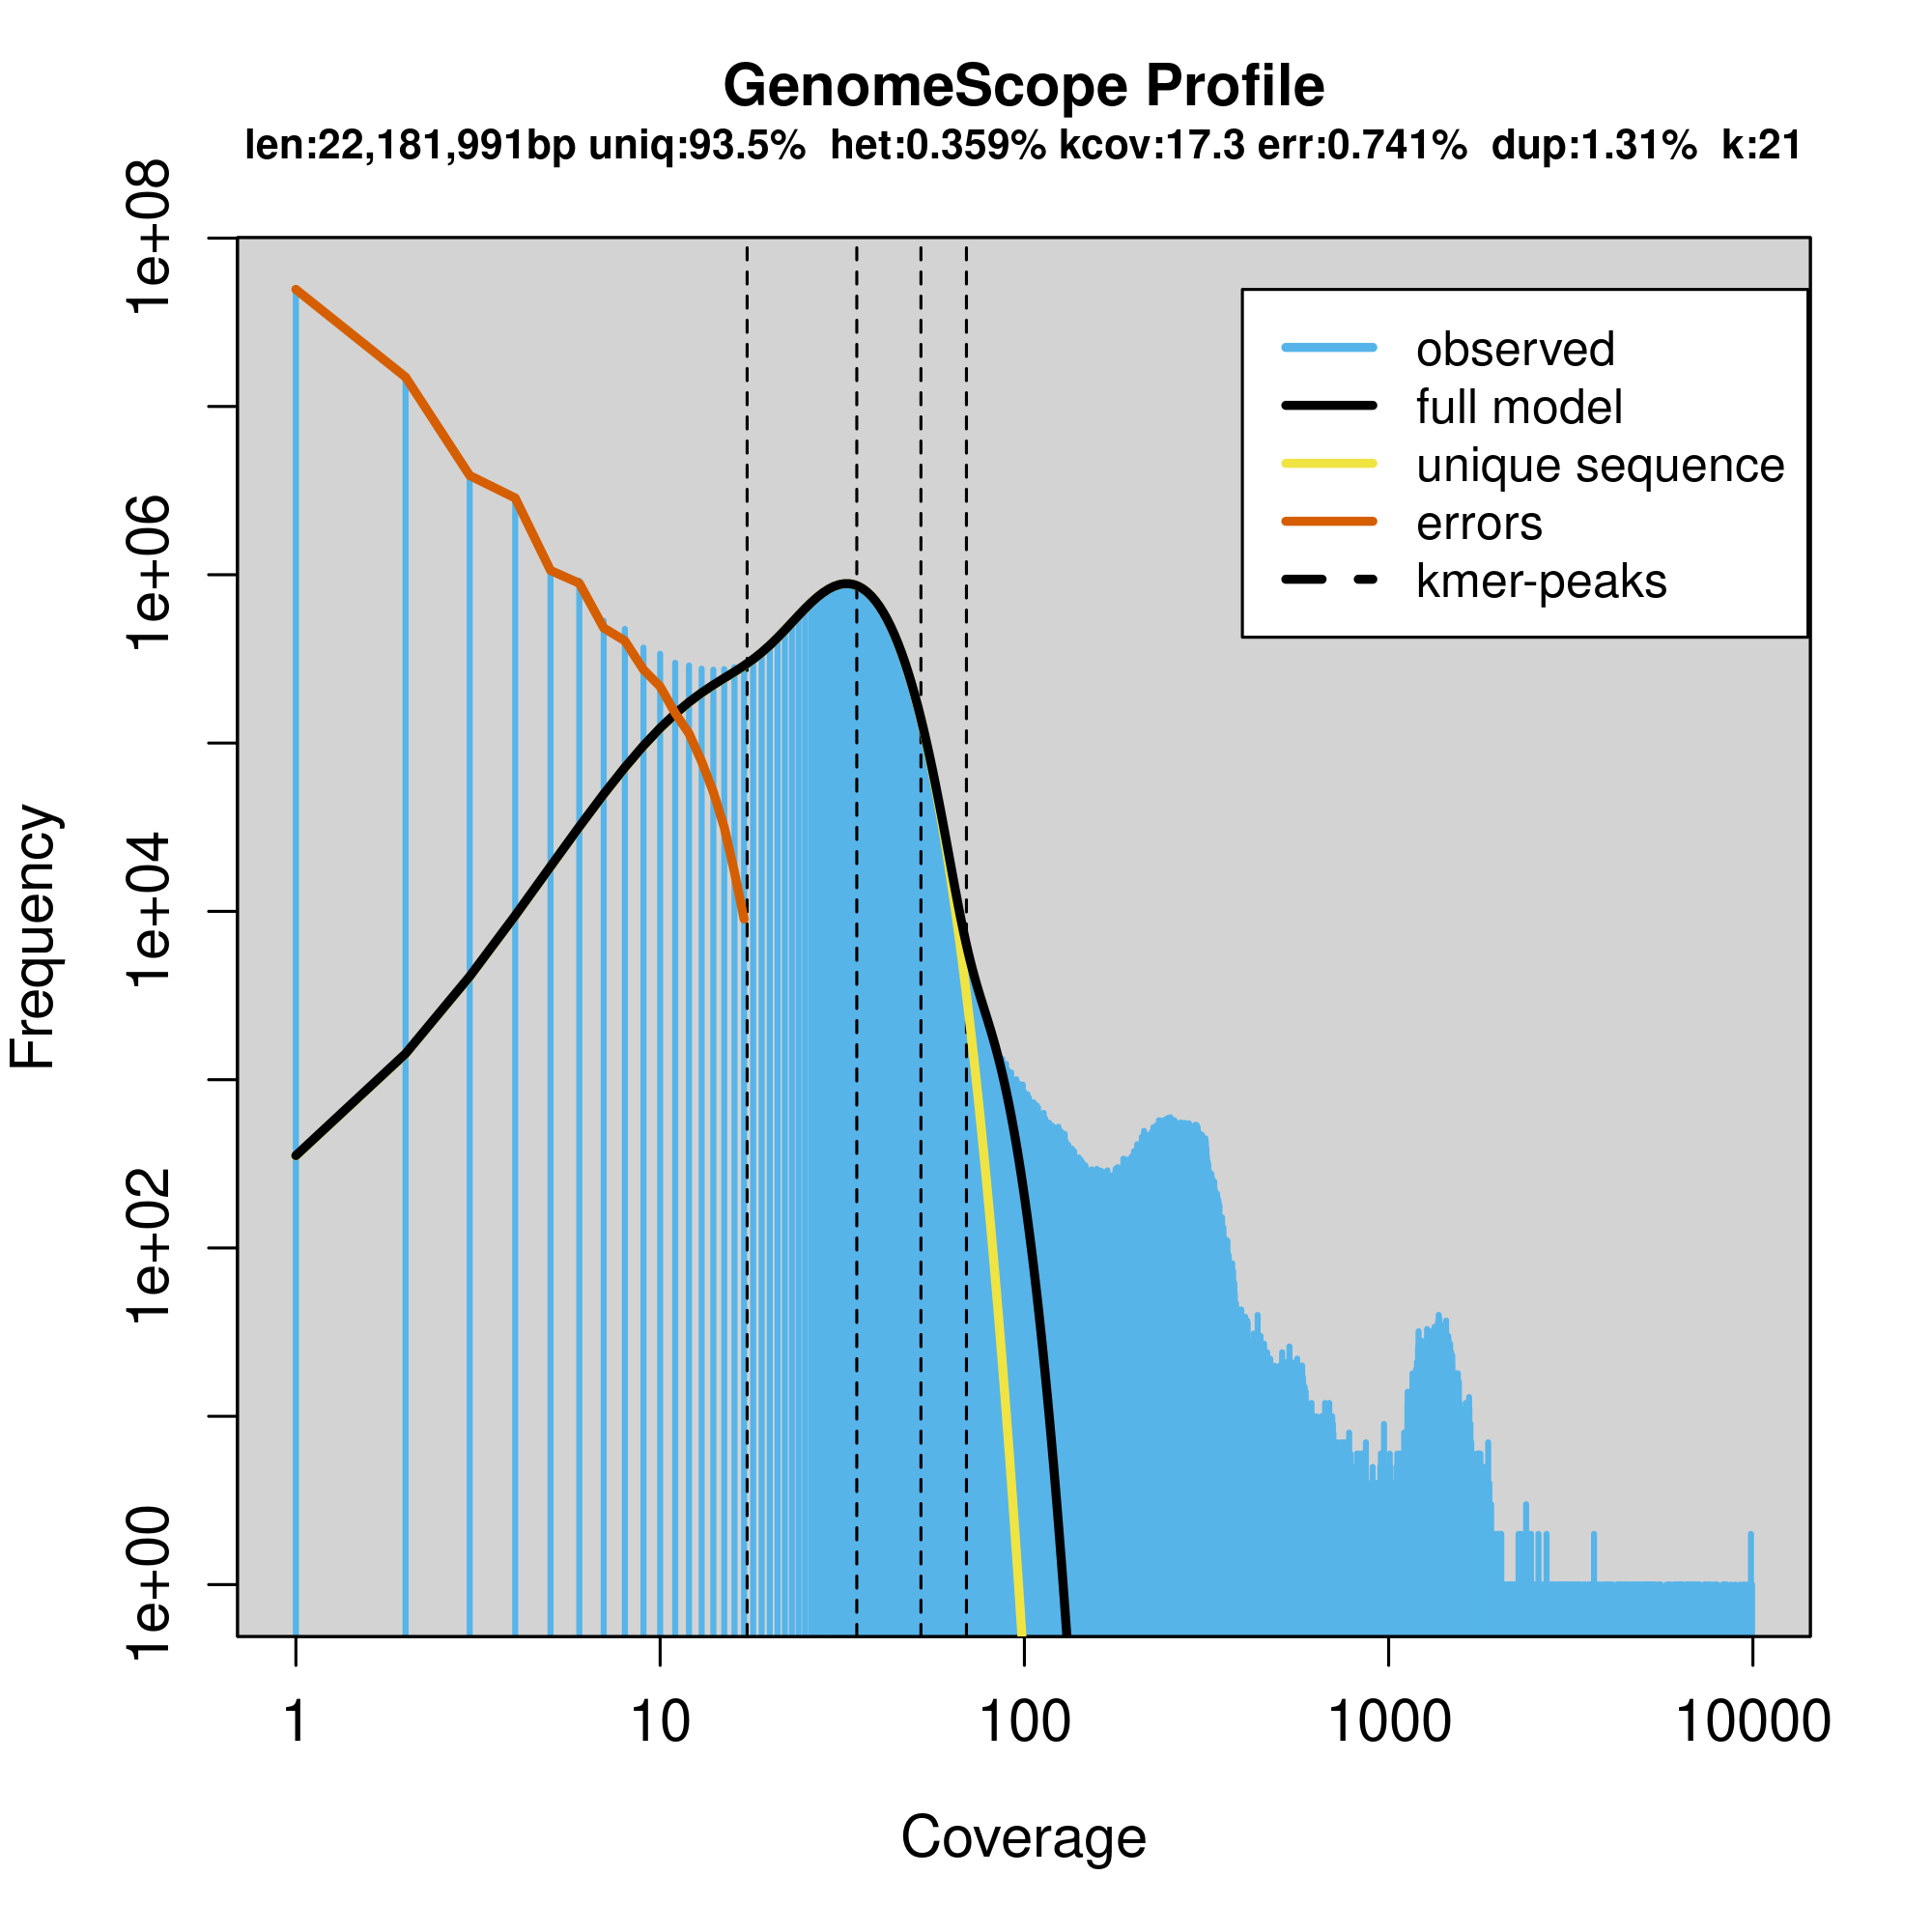 GenomeScope Profile
len:22,181,991bp uniq:93.5%  het:0.359% kcov:17.3 err:0.741%  dup:1.31%  k:21
1e+08
1e+06
1e+04
1e+02
1e+00
Frequency
observed
full model
unique sequence
errors
kmer-peaks
1 10 100 1000 10000
Coverage